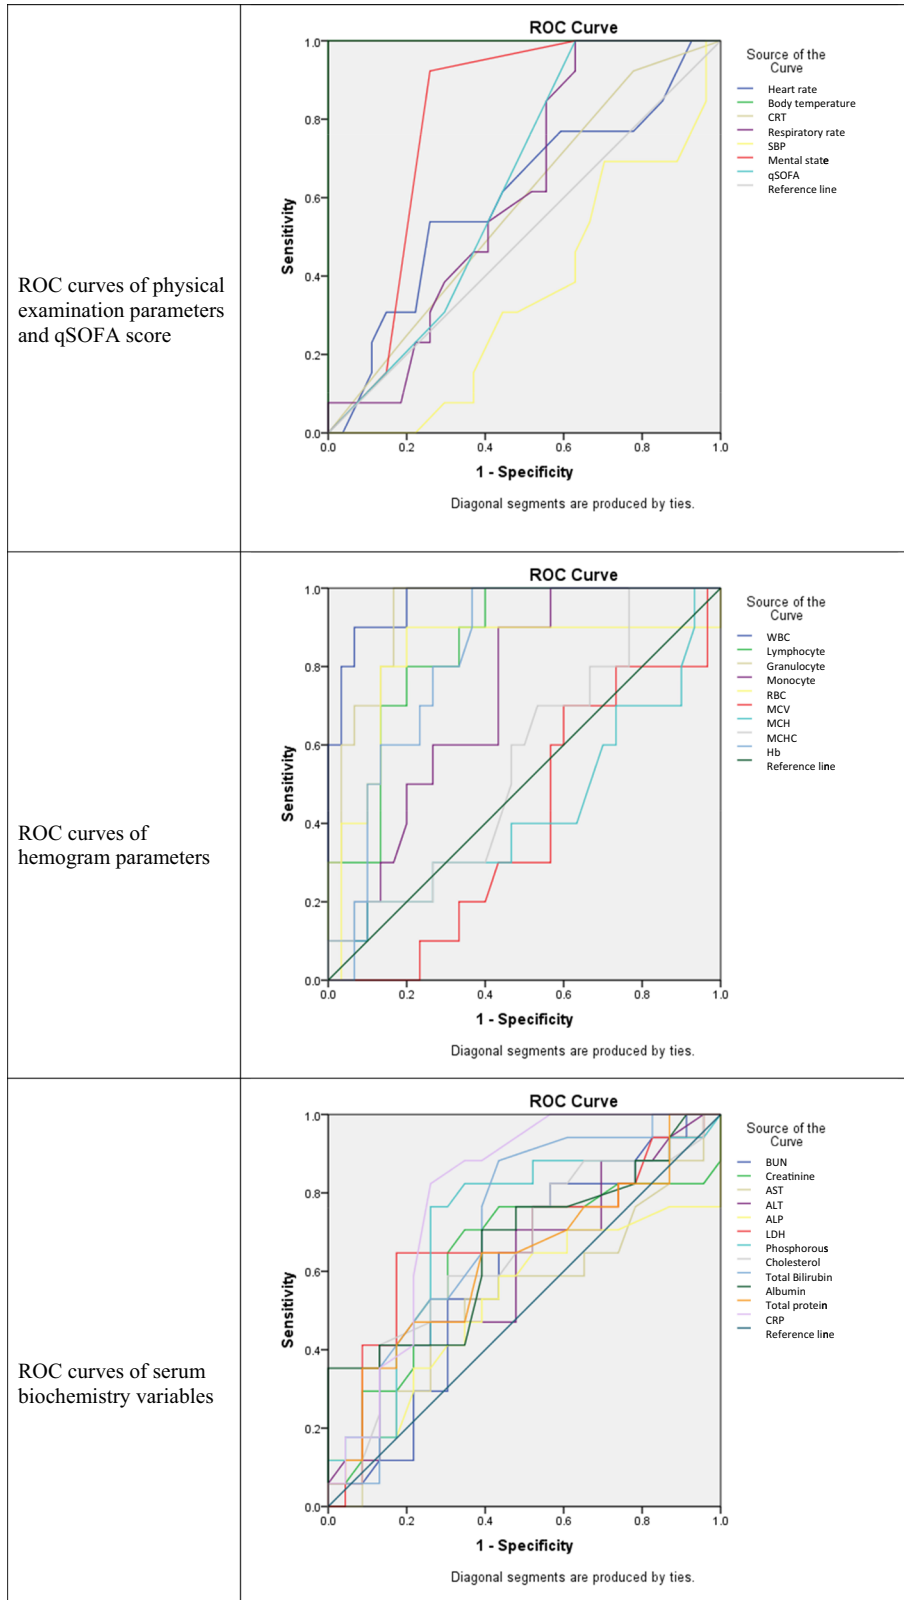 ROC curves of physical
examination parameters
and qSOFA score
ROC Curve
Source of the
Curve
Heart rate
Body temperature
CRT
Respiratory rate
SBP
Mental state
qSOFA
Reference line
Sensitivity
1.0
0.8
0.6
0.4
0.2
0.0
0.0 0.2 0.4 0.6 0.8 1.0
1 - Specificity
Diagonal segments are produced by ties.
ROC curves of
hemogram parameters
ROC Curve
Source of the
Curve
WBC
Lymphocyte
Granulocyte
Monocyte
RBC
MCV
MCH
MCHC
Hb
Reference line
Sensitivity
1.0
0.8
0.6
0.4
0.2
0.0
0.0 0.2 0.4 0.6 0.8 1.0
1 - Specificity
Diagonal segments are produced by ties.
ROC curves of serum
biochemistry variables
ROC Curve
Source of the
Curve
BUN
Creatinine
AST
ALT
ALP
LDH
Phosphorous
Cholesterol
Total Bilirubin
Albumin
Total protein
CRP
Reference line
Sensitivity
1.0
0.8
0.6
0.4
0.2
0.0
0.0 0.2 0.4 0.6 0.8 1.0
1 - Specificity
Diagonal segments are produced by ties.